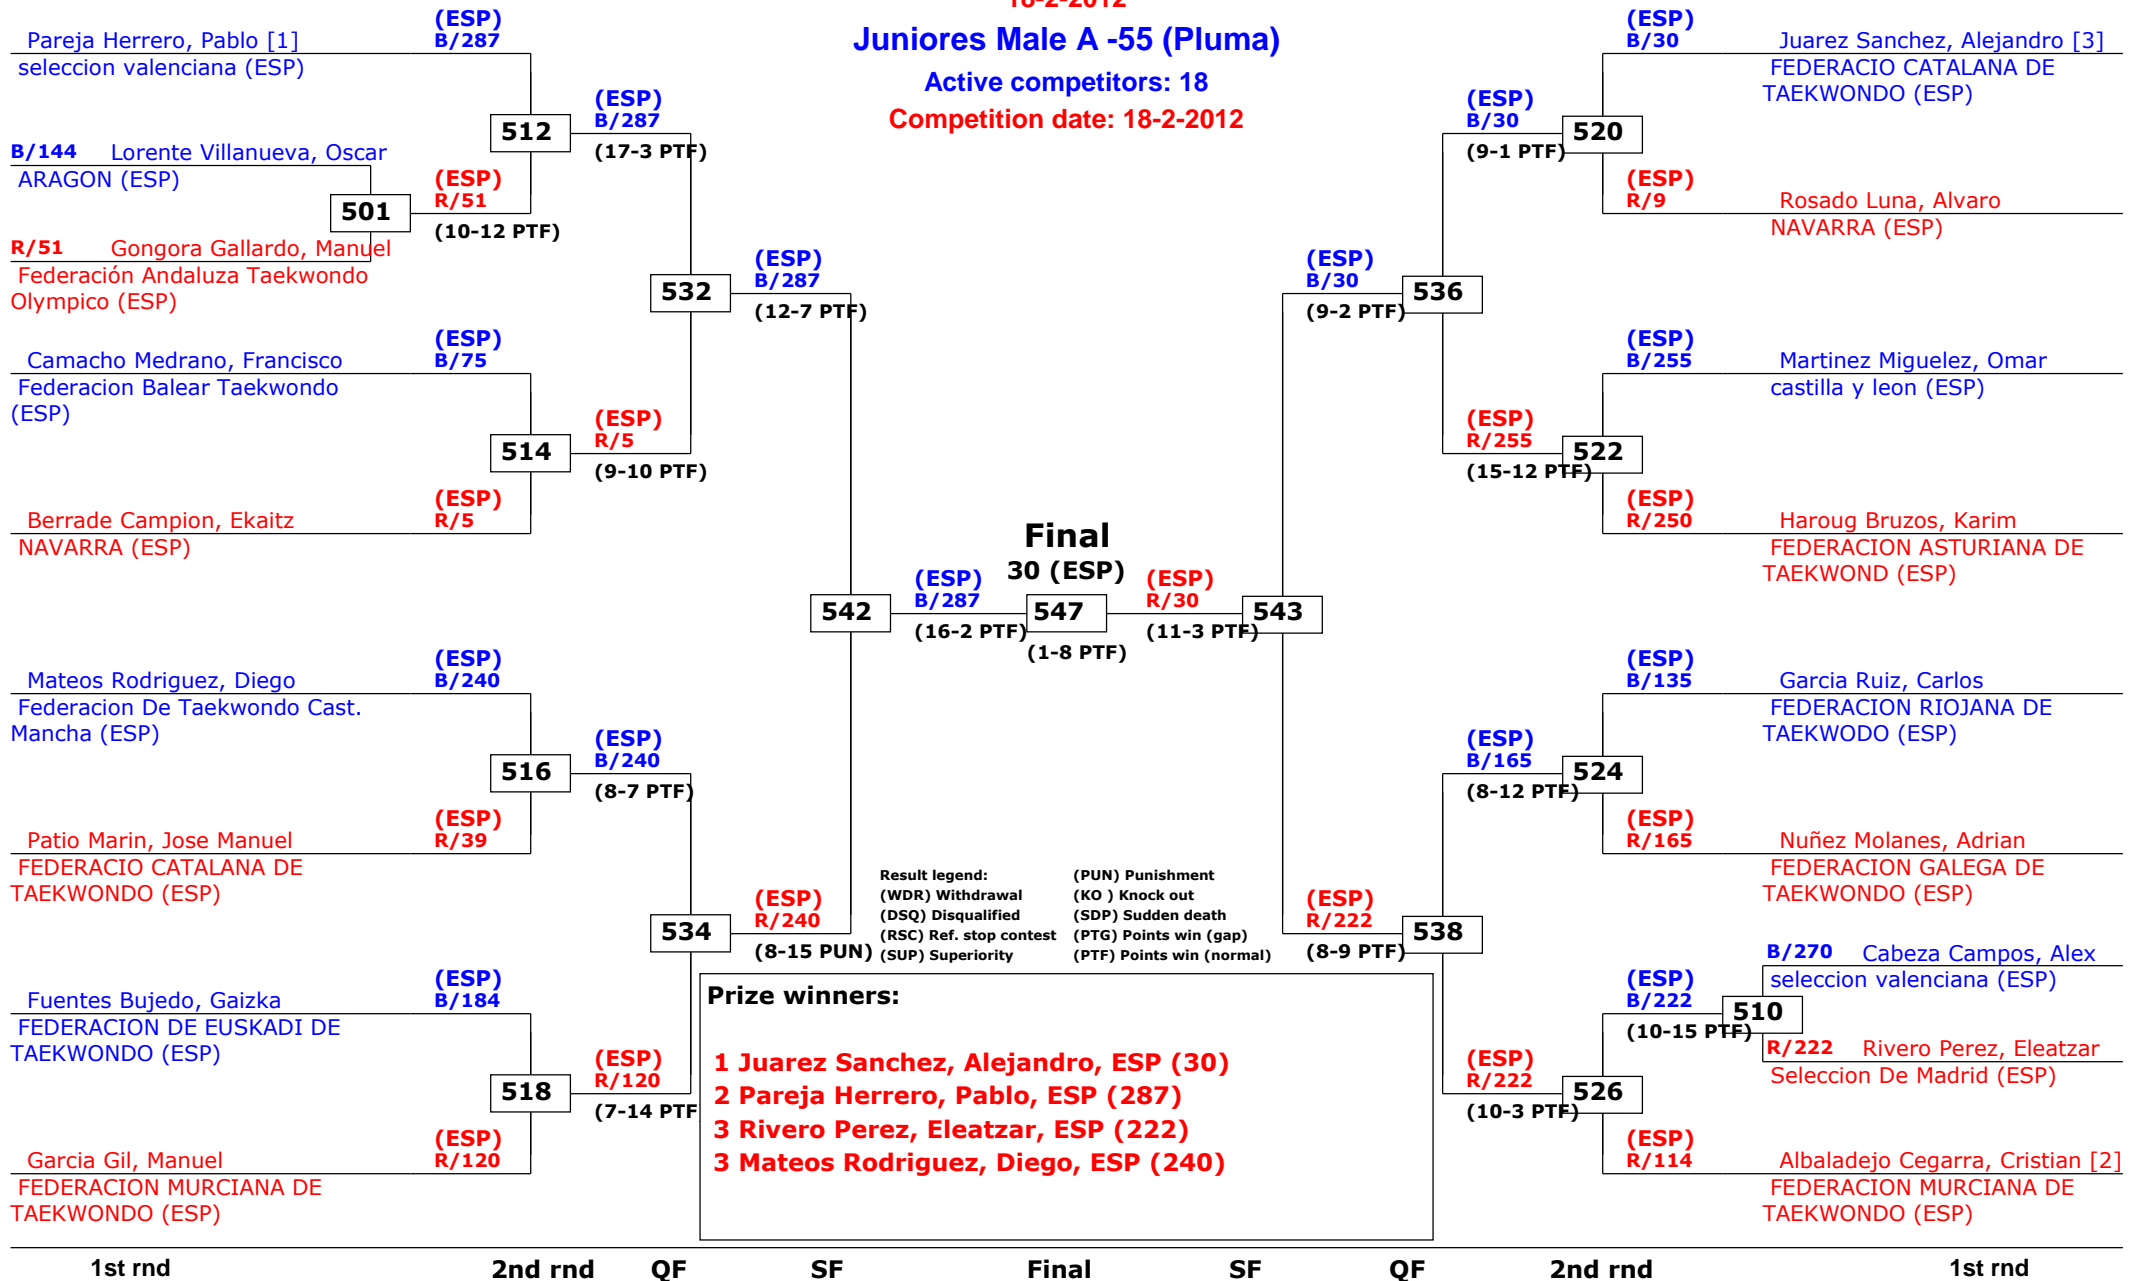 18-2-2012
Juniores Male A -55 (Pluma)
Active competitors: 18
Competition date: 18-2-2012
(ESP)
Pareja Herrero, Pablo [1] B/287
seleccion valenciana (ESP)
(ESP)
B/287
512
(17-3 PTF)
B/144 Lorente Villanueva, Oscar
ARAGON (ESP)
(ESP)
R/51
501
(10-12 PTF)
R/51 Gongora Gallardo, Manuel
Federación Andaluza Taekwondo
Olympico (ESP)
(ESP)
B/287
532
(12-7 PTF)
(ESP)
Camacho Medrano, Francisco B/75
Federacion Balear Taekwondo
(ESP)
(ESP)
R/5
514
(9-10 PTF)
(ESP)
Berrade Campion, Ekaitz R/5
NAVARRA (ESP)
Final
30 (ESP)
(ESP)
B/287
542
(16-2 PTF)
547
(1-8 PTF)
(ESP)
R/30
543
(11-3 PTF)
(ESP)
Mateos Rodriguez, Diego B/240
Federacion De Taekwondo Cast.
Mancha (ESP)
(ESP)
B/240
516
(8-7 PTF)
(ESP)
Patio Marin, Jose Manuel R/39
FEDERACIO CATALANA DE
TAEKWONDO (ESP)
(ESP)
R/240
534
(8-15 PUN)
(ESP)
Fuentes Bujedo, Gaizka B/184
FEDERACION DE EUSKADI DE
TAEKWONDO (ESP)
(ESP)
R/120
518
(7-14 PTF
(ESP)
Garcia Gil, Manuel R/120
FEDERACION MURCIANA DE
TAEKWONDO (ESP)
(ESP)
B/30 Juarez Sanchez, Alejandro [3]
FEDERACIO CATALANA DE
TAEKWONDO (ESP)
(ESP)
B/30
520
(9-1 PTF)
(ESP)
R/9 Rosado Luna, Alvaro
NAVARRA (ESP)
(ESP)
B/30
536
(9-2 PTF)
(ESP)
B/255 Martinez Miguelez, Omar
castilla y leon (ESP)
(ESP)
R/255
522
(15-12 PTF)
(ESP)
R/250 Haroug Bruzos, Karim
FEDERACION ASTURIANA DE
TAEKWOND (ESP)
(ESP)
B/135 Garcia Ruiz, Carlos
FEDERACION RIOJANA DE
TAEKWODO (ESP)
(ESP)
B/165
524
(8-12 PTF)
(ESP)
R/165 Nuñez Molanes, Adrian
FEDERACION GALEGA DE
TAEKWONDO (ESP)
(ESP)
R/222
538
(8-9 PTF)
B/270 Cabeza Campos, Alex
seleccion valenciana (ESP)
(ESP)
B/222
510
(10-15 PTF)
R/222 Rivero Perez, Eleatzar
Seleccion De Madrid (ESP)
(ESP)
R/222
526
(10-3 PTF)
(ESP)
R/114 Albaladejo Cegarra, Cristian [2]
FEDERACION MURCIANA DE
TAEKWONDO (ESP)
Result legend: (PUN) Punishment
(WDR) Withdrawal (KO ) Knock out
(DSQ) Disqualified (SDP) Sudden death
(RSC) Ref. stop contest (PTG) Points win (gap)
(SUP) Superiority (PTF) Points win (normal)
Prize winners:
1 Juarez Sanchez, Alejandro, ESP (30)
2 Pareja Herrero, Pablo, ESP (287)
3 Rivero Perez, Eleatzar, ESP (222)
3 Mateos Rodriguez, Diego, ESP (240)
1st rnd 2nd rnd QF SF Final SF QF 2nd rnd 1st rnd